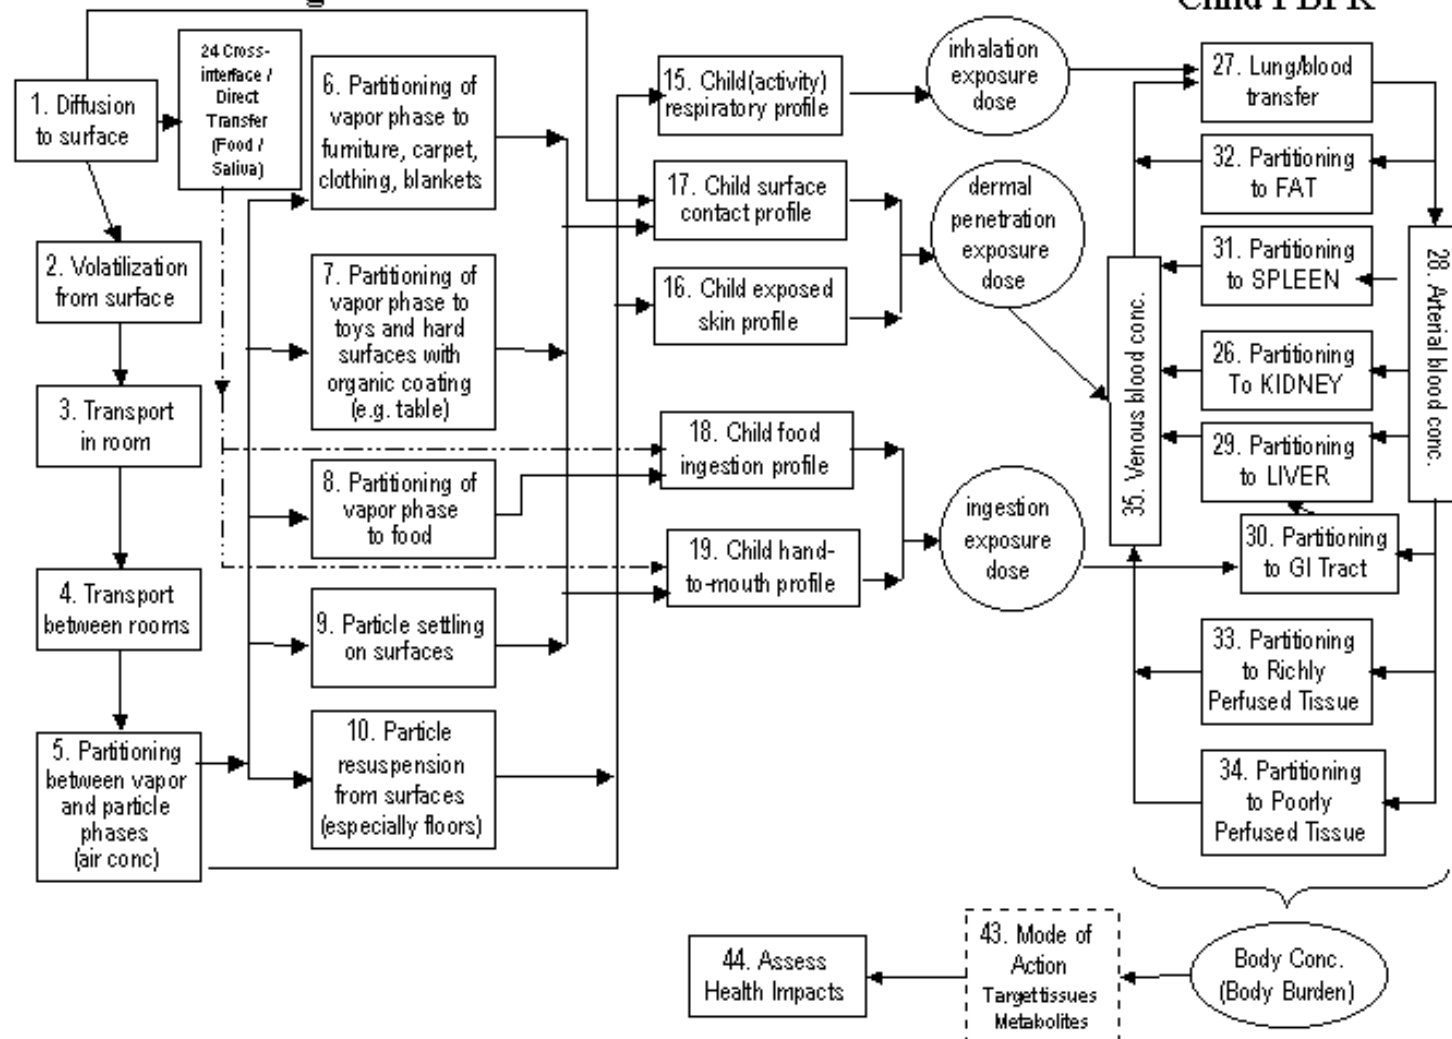 Child PBPK
24 Cross-
interface /
Direct
Transfer
(Food /
Saliva)
1. Diffusion
to surface
2. Volatilization
from surface
3. Transport
in room
4. Transport
between rooms
5. Partitioning
between vapor
and particle
phases
(air conc)
6. Partitioning of
vapor phase to
furniture, carpet,
clothing, blankets
7. Partitioning of
vapor phase to
toys and hard
surfaces with
organic coating
(e.g. table)
8. Partitioning of
vapor phase
to food
9. Particle settling
on surfaces
10. Particle
resuspension
from surfaces
(especially floors)
15. Child(activity)
respiratory profile
17. Child surface
contact profile
16. Child exposed
skin profile
18. Child food
ingestion profile
19. Child hand-
to-mouth profile
inhalation
exposure
dose
dermal
penetration
exposure
dose
ingestion
exposure
dose
35. Venous blood conc.
27. Lung/blood
transfer
32. Partitioning
to FAT
31. Partitioning
to SPLEEN
26. Partitioning
To KIDNEY
29. Partitioning
to LIVER
30. Partitioning
to GI Tract
33. Partitioning
to Richly
Perfused Tissue
34. Partitioning
to Poorly
Perfused Tissue
28. Arterial blood conc.
Body Conc.
(Body Burden)
43. Mode of
Action
Targettissues
Metabolites
44. Assess
Health Impacts